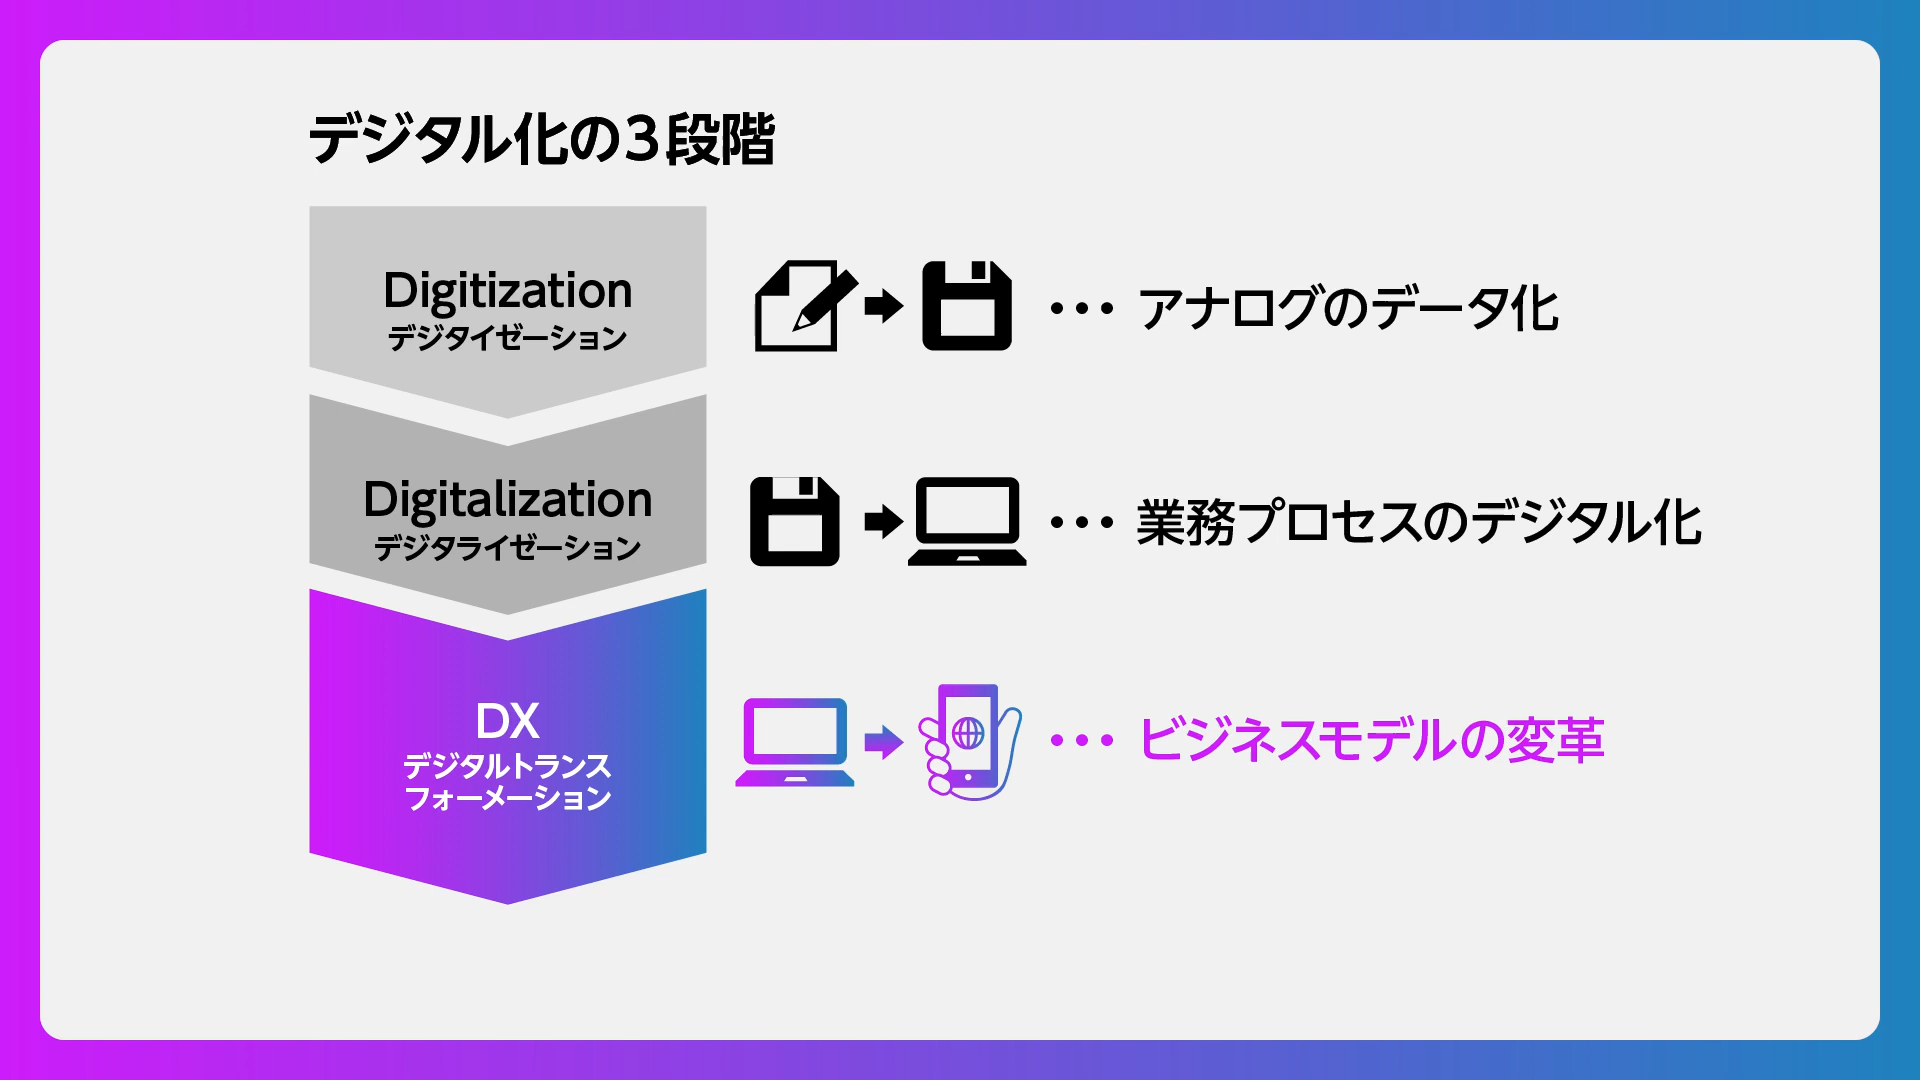 デジタル化の3段階
Digitization
デジタイゼーション
・・・ アナログのデータ化
Digitalization
デジタライゼーション
・・・ 業務プロセスのデジタル化
DX
デジタルトランス
フォーメーション
・・・ ビジネスモデルの変革